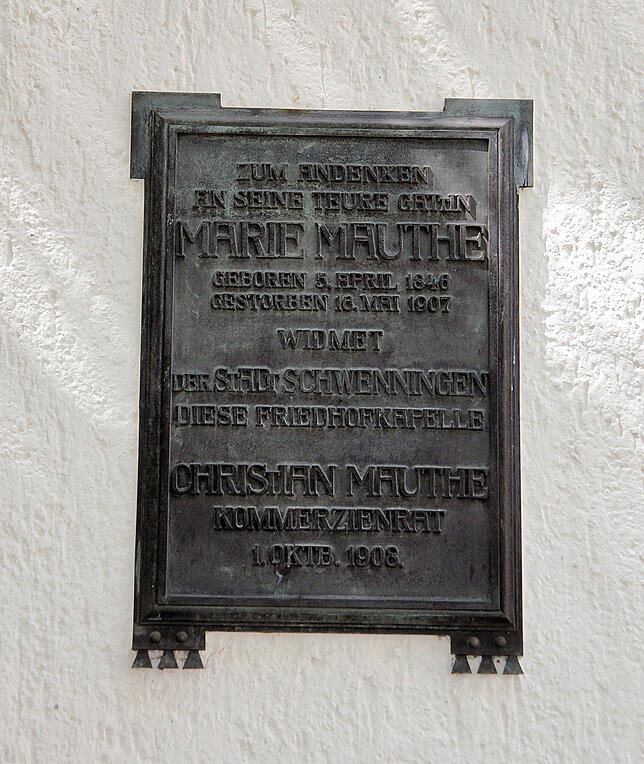 ZUM ANDENKEN
AN SEINE TEURE GATTIN
MARIE MAUTHE
GEBOREN 5. APRIL 1846
GESTORBEN 16. MAI 1907
WIDMET
DER STADT SCHWENNINGEN
DIESE FRIEDHOFKAPELLE
CHRISTIAN MAUTHE
KOMMERZIENRAT
1. OKTB. 1908.